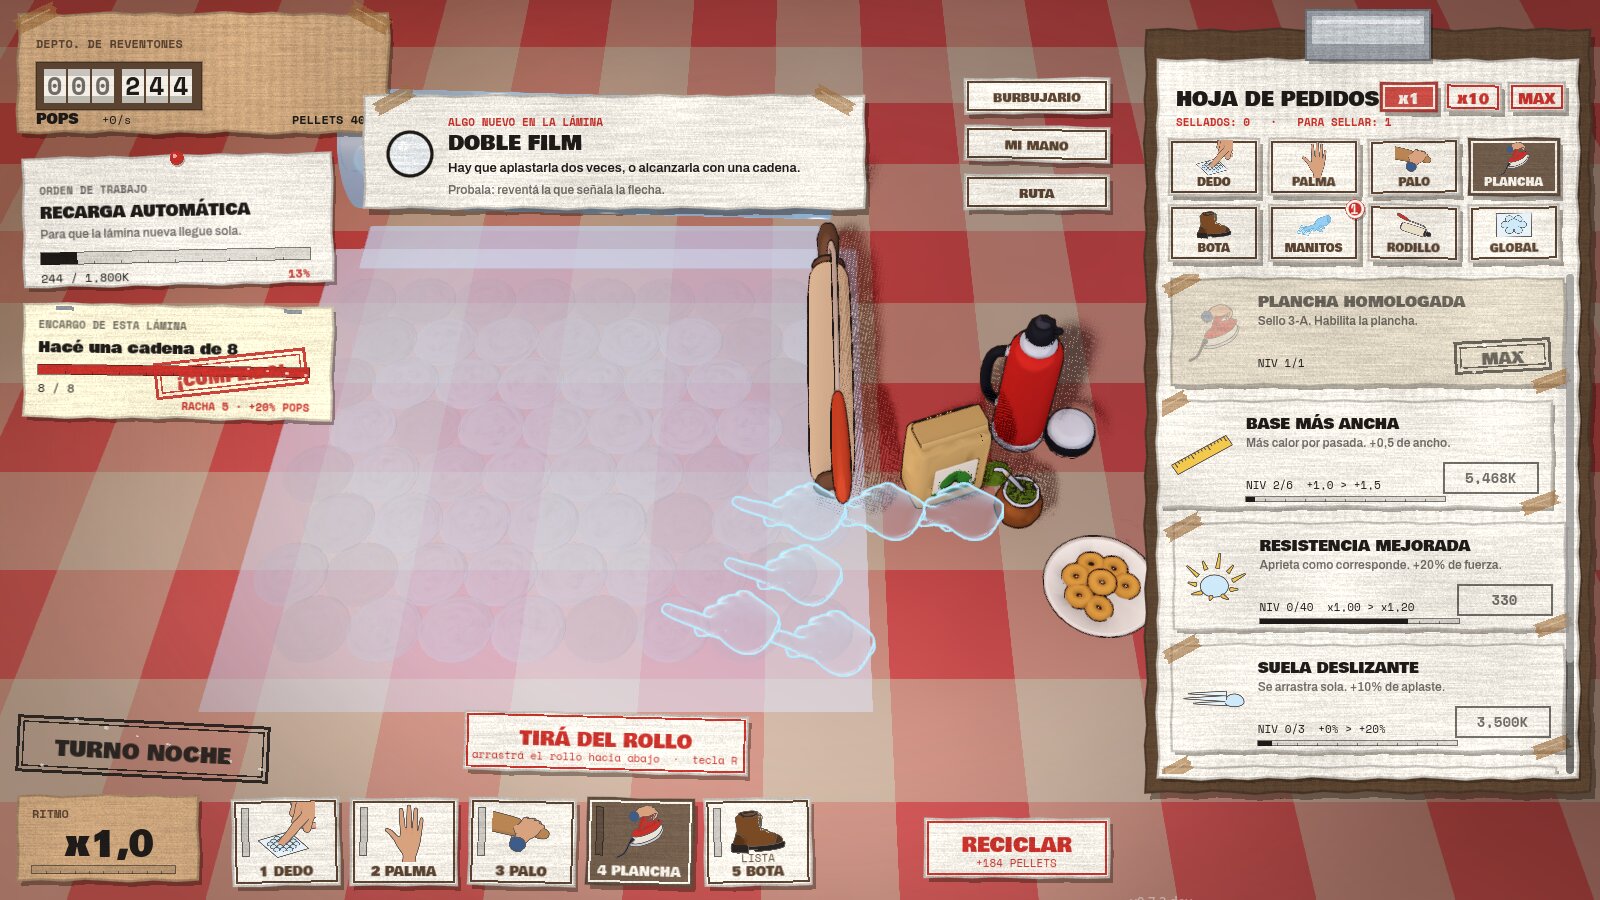 DEPTO. DE REVENTONES
000244
POPS +0/s PELLETS 40
ORDEN DE TRABAJO
RECARGA AUTOMÁTICA
Para que la lámina nueva llegue sola.
244 / 1.800K 13%
ENCARGO DE ESTA LÁMINA
Hacé una cadena de 8
8 / 8
RACHA 5 · +20% POPS
ALGO NUEVO EN LA LÁMINA
DOBLE FILM
Hay que aplastarla dos veces, o alcanzarla con una cadena.
Probala: reventá la que señala la flecha.
BURBUJARIO
MI MANO
RUTA
HOJA DE PEDIDOS x1 x10 MAX
SELLADOS: 0 · PARA SELLAR: 1
DEDO PALMA PALO PLANCHA
1
BOTA MANITOS RODILLO GLOBAL
PLANCHA HOMOLOGADA
Sello 3-A. Habilita la plancha.
NIV 1/1 MAX
BASE MÁS ANCHA
Más calor por pasada. +0,5 de ancho.
NIV 2/6 +1.0 > +1.5 5,468K
RESISTENCIA MEJORADA
Aprieta como corresponde. +20% de fuerza.
NIV 0/40 x1.00 > x1.20 330
SUELA DESLIZANTE
Se arrastra sola. +10% de aplaste.
NIV 0/3 +0% > +20% 3,500K
TURNO NOCHE
TIRÁ DEL ROLLO
arrastrá el rollo hacia abajo · tecla R
RITMO
x1,0
1 DEDO
2 PALMA
3 PALO
4 PLANCHA
LISTA
5 BOTA
RECICLAR
+184 PELLETS